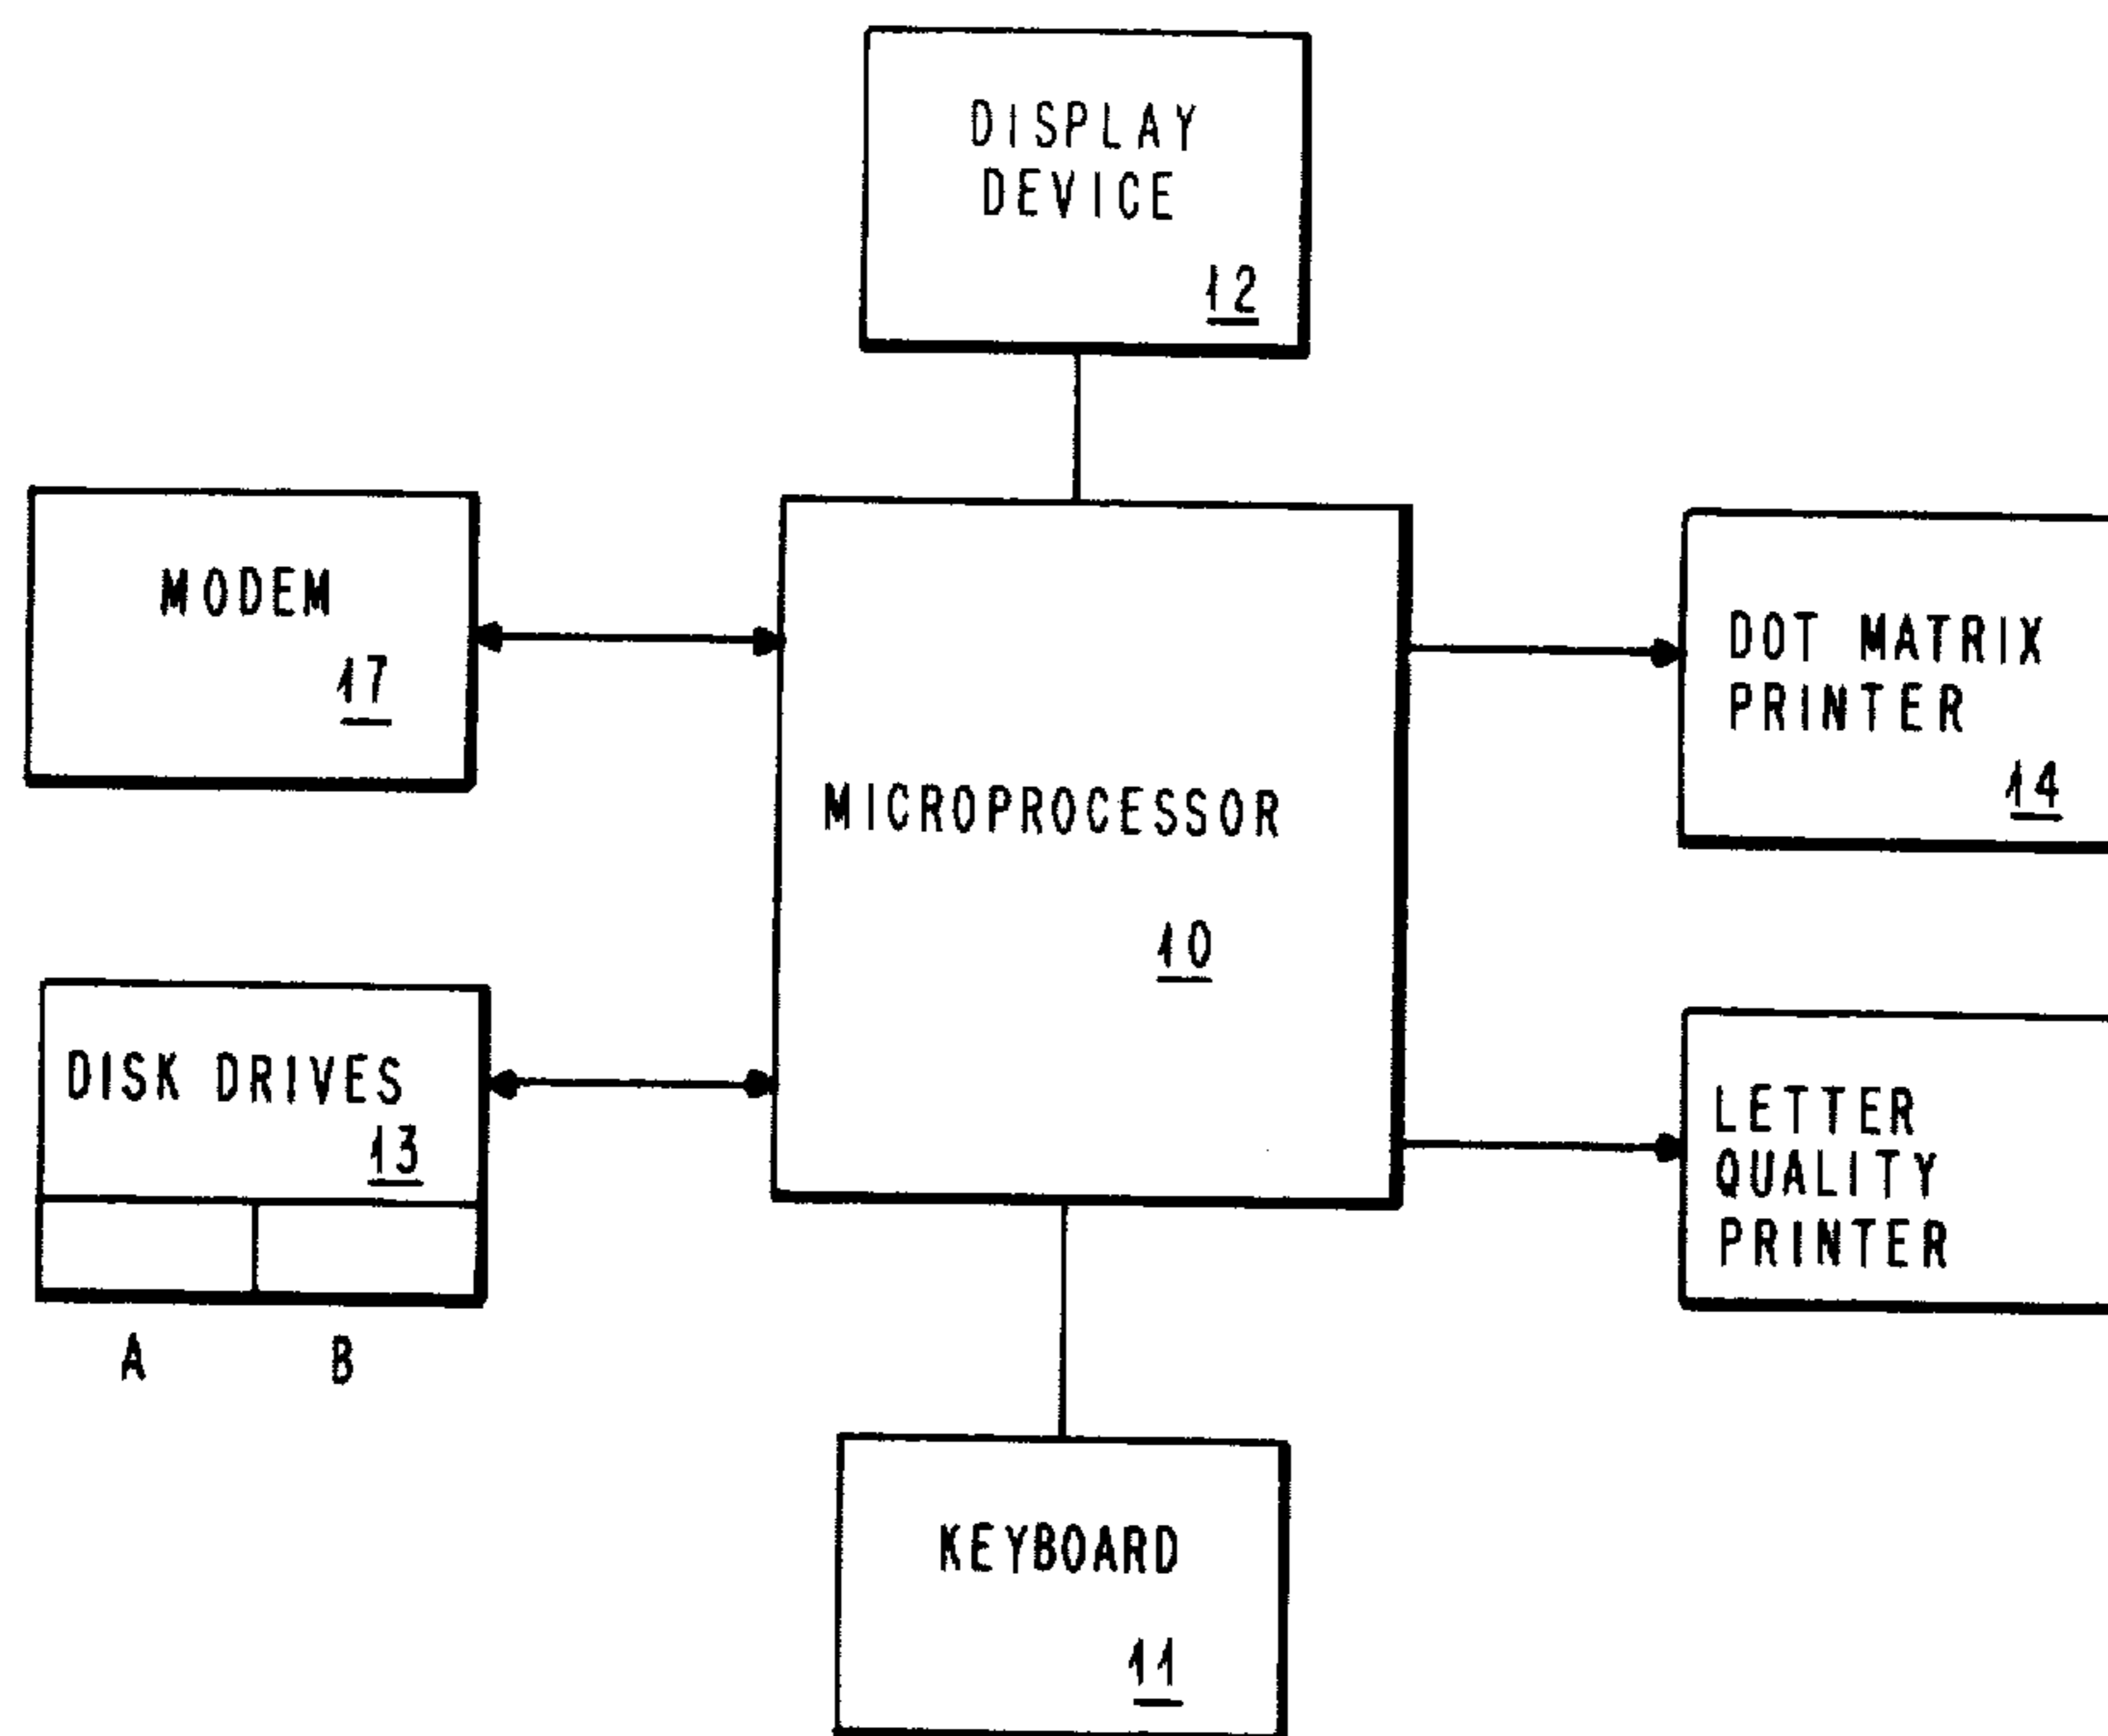 DISPLAY
DEVICE
12
MODEM
17
DOT MATRIX
PRINTER
14
MICROPROCESSOR
10
DISK DRIVES
13
A B
LETTER
QUALITY
PRINTER
KEYBOARD
11